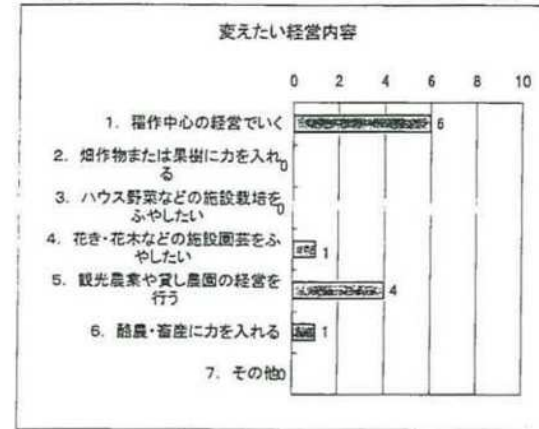 変えたい経営内容
0 2 4 6 8 10
1. 稲作中心の経営でいく 6
2. 畑作物または果樹に力を入れ
る 0
3. ハウス野菜などの施設栽培を
ふやしたい 0
4. 花き・花木などの施設園芸をふ
やしたい 1
5. 観光農業や貸し農園の経営を
行う 4
6. 酪農・畜産に力を入れる 1
7. その他 0